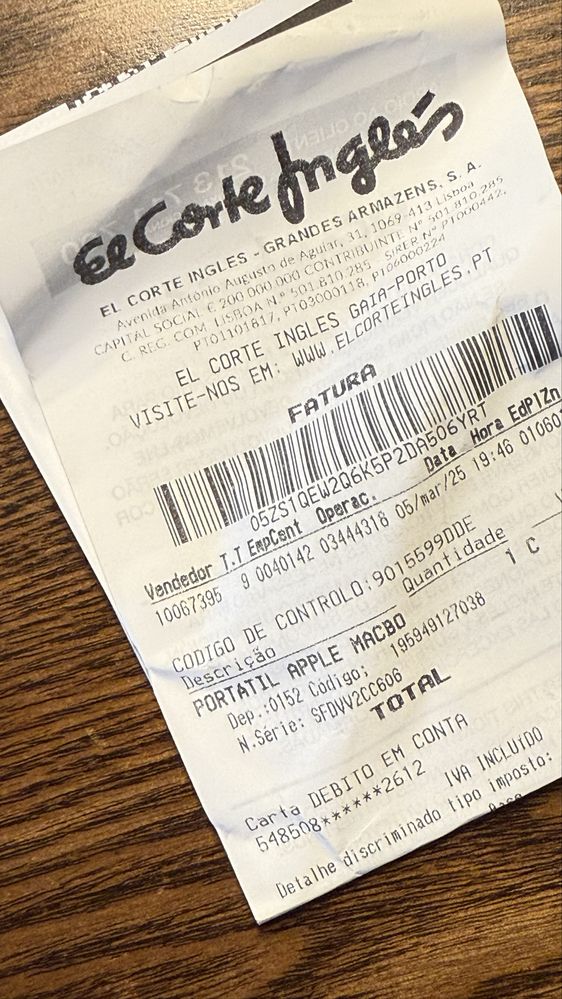 El Corte Inglés
EL CORTE INGLES - GRANDES ARMAZENS, S. A.
Avenida António Augusto de Aguiar, 31, 1069-413 Lisboa
CAPITAL SOCIAL € 200 000 000 CONTRIBUINTE Nº 501.810.285
C. REG. COM. LISBOA N.º 501.810.285 SIRER Nº PT000442,
PT01101817, PT03000118, PT06000224
EL CORTE INGLES GAIA-PORTO
VISITE-NOS EM: WWW.ELCORTEINGLES.PT
FATURA
05ZS1QEW2Q6K5P2DA506YRT
Vendedor T.T EmpCent Operac. Data Hora EdPlZn
10067395 9 0040142 03444318 05/mar/25 19:46 010601
CODIGO DE CONTROLO:9015599DDE
Descrição Quantidade
PORTATIL APPLE MACBO 1 C
Dep.:0152 Código; 195949127038
N.Série: SFDVV2CC606
TOTAL
Carta DEBITO EM CONTA
548508******2612
IVA INCLUIDO
Detalhe discriminado tipo imposto: